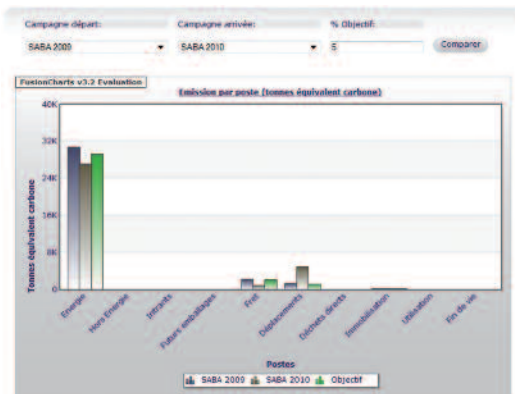 Campagne départ: Campagne arrivée: % Objectif:
SABA 2009 SABA 2010 5 Comparer
FusionCharts v3.2 Evaluation
Emission par poste (tonnes équivalent carbone)
40K
32K
24K
16K
8K
0
Tonnes équivalent carbone
Energie Hors Energie Intrants Futurs emballages Fret Déplacements Déchets directs Immobilisation Utilisation Fin de vie
Postes
SABA 2009 SABA 2010 Objectif